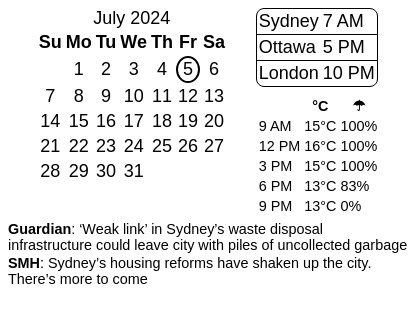 July 2024
Su Mo Tu We Th Fr Sa
1 2 3 4 5 6
7 8 9 10 11 12 13
14 15 16 17 18 19 20
21 22 23 24 25 26 27
28 29 30 31
Sydney 7 AM
Ottawa 5 PM
London 10 PM
°C ☂
9 AM 15°C 100%
12 PM 16°C 100%
3 PM 15°C 100%
6 PM 13°C 83%
9 PM 13°C 0%
Guardian: ‘Weak link’ in Sydney’s waste disposal
infrastructure could leave city with piles of uncollected garbage
SMH: Sydney’s housing reforms have shaken up the city.
There’s more to come